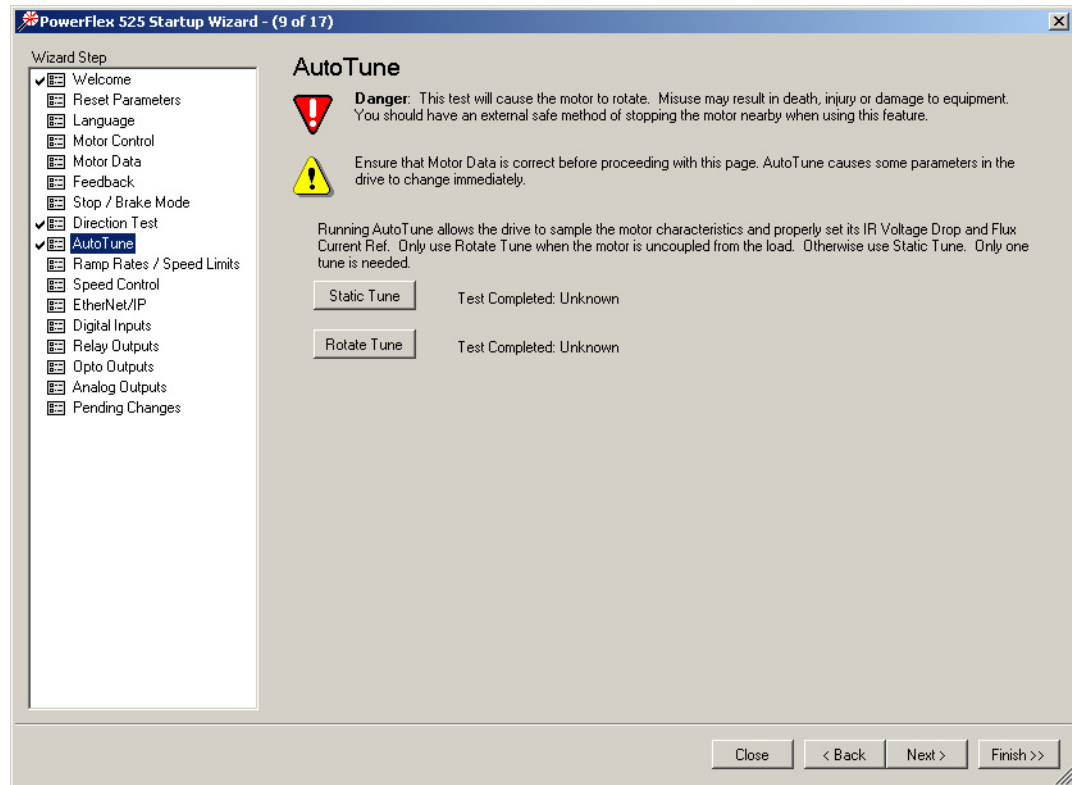 PowerFlex 525 Startup Wizard - (9 of 17)
Wizard Step
Welcome
Reset Parameters
Language
Motor Control
Motor Data
Feedback
Stop / Brake Mode
Direction Test
AutoTune
Ramp Rates / Speed Limits
Speed Control
EtherNet/IP
Digital Inputs
Relay Outputs
Opto Outputs
Analog Outputs
Pending Changes
AutoTune
Danger: This test will cause the motor to rotate. Misuse may result in death, injury or damage to equipment.
You should have an external safe method of stopping the motor nearby when using this feature.
Ensure that Motor Data is correct before proceeding with this page. AutoTune causes some parameters in the
drive to change immediately.
Running AutoTune allows the drive to sample the motor characteristics and properly set its IR Voltage Drop and Flux
Current Ref. Only use Rotate Tune when the motor is uncoupled from the load. Otherwise use Static Tune. Only one
tune is needed.
Static Tune Test Completed: Unknown
Rotate Tune Test Completed: Unknown
Close < Back Next > Finish >>